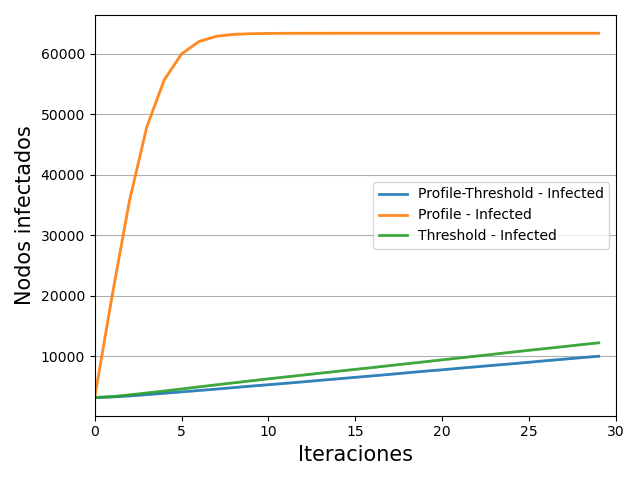 Nodos infectados
60000
50000
40000
30000
20000
10000
Profile-Threshold - Infected
Profile - Infected
Threshold - Infected
0 5 10 15 20 25 30
Iteraciones